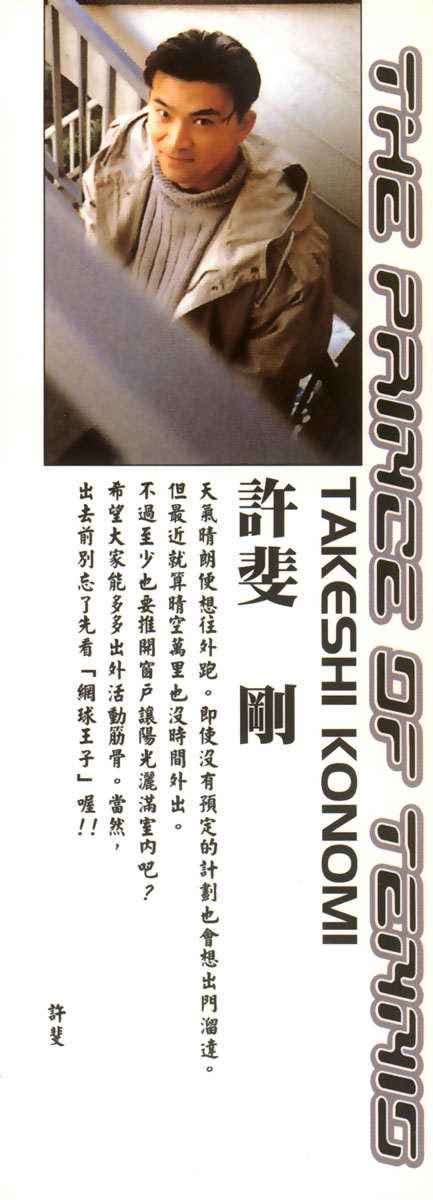 THE PRINCE OF TENNIS
TAKESHI KONOMI
許斐　剛
天氣晴朗便想往外跑。即使沒有預定的計劃也會想出門溜達。
但最近就算晴空萬里也沒時間外出。
不過至少也要推開窗戶讓陽光灑滿室內吧？
希望大家能多多出外活動筋骨。當然，
出去前別忘了先看「網球王子」喔！！
許斐